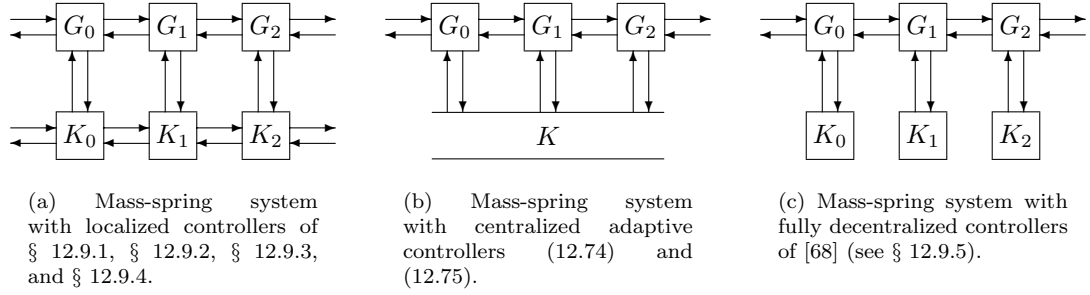 G₀ G₁ G₂
K₀ K₁ K₂
(a) Mass-spring system
with localized controllers of
§ 12.9.1, § 12.9.2, § 12.9.3,
and § 12.9.4.
G₀ G₁ G₂
K
(b) Mass-spring system
with centralized adaptive
controllers (12.74) and
(12.75).
G₀ G₁ G₂
K₀ K₁ K₂
(c) Mass-spring system with
fully decentralized controllers
of [68] (see § 12.9.5).